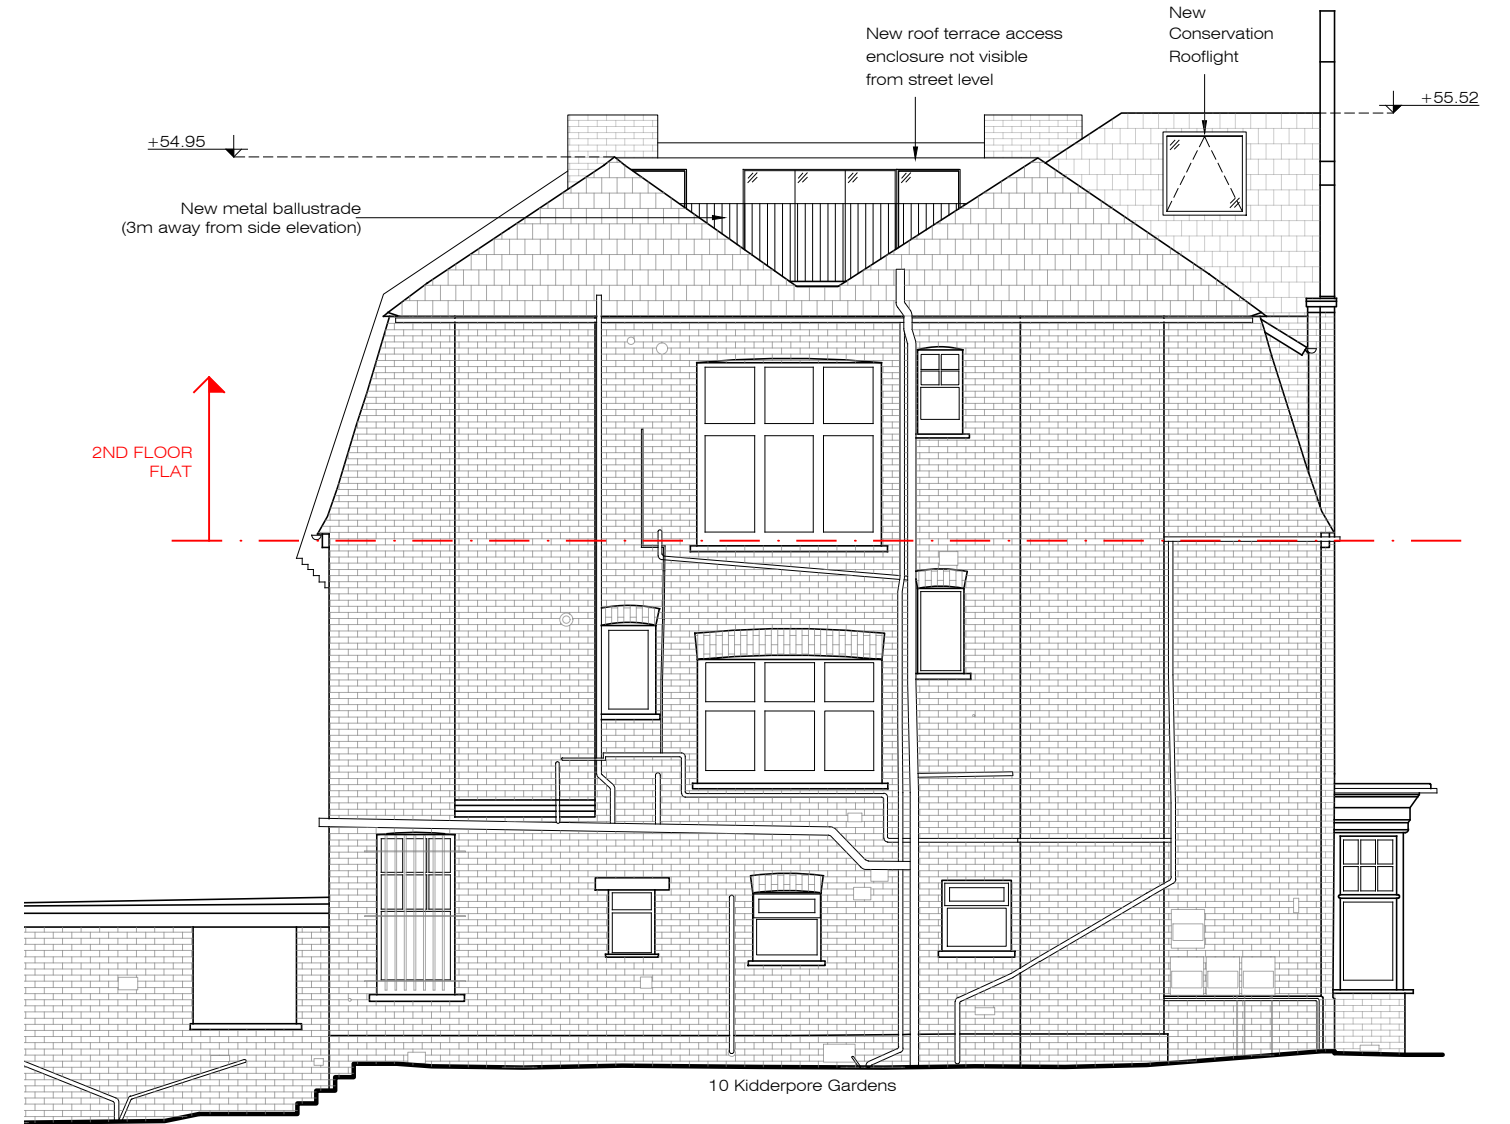 New
Conservation
Rooflight
New roof terrace access
enclosure not visible
from street level
+55.52
+54.95
New metal ballustrade
(3m away from side elevation)
2ND FLOOR
FLAT
10 Kidderpore Gardens